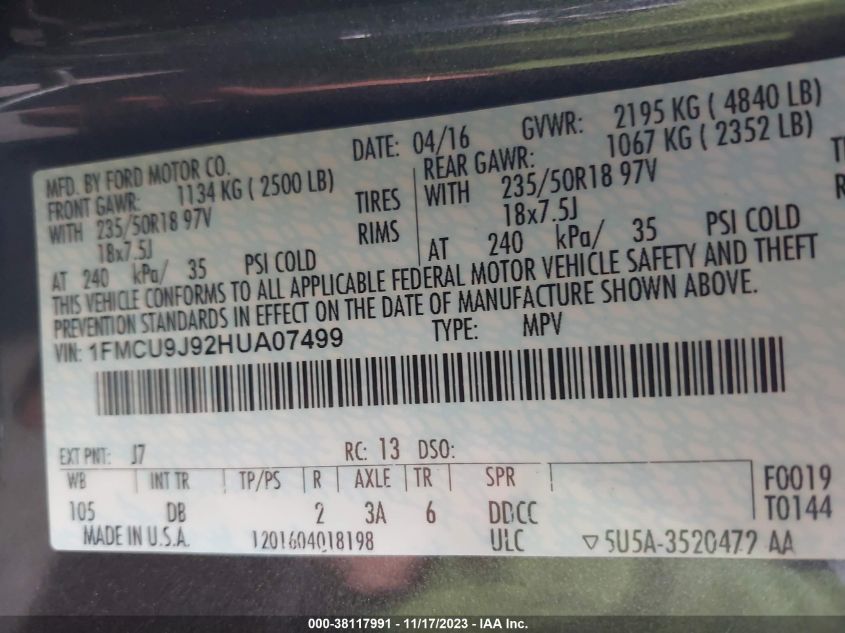 MFD. BY FORD MOTOR CO. DATE: 04/16 GVWR: 2195 KG ( 4840 LB)
FRONT GAWR: 1134 KG ( 2500 LB) REAR GAWR: 1067 KG ( 2352 LB)
WITH 235/50R18 97V TIRES WITH 235/50R18 97V
18x7.5J RIMS 18x7.5J
AT 240 kPa/ 35 PSI COLD AT 240 kPa/ 35 PSI COLD
THIS VEHICLE CONFORMS TO ALL APPLICABLE FEDERAL MOTOR VEHICLE SAFETY AND THEFT
PREVENTION STANDARDS IN EFFECT ON THE DATE OF MANUFACTURE SHOWN ABOVE.
VIN: 1FMCU9J92HUA07499 TYPE: MPV
EXT PNT: J7 RC: 13 DSO:
WB INT TR TP/PS R AXLE TR SPR F0019
105 DB 2 3A 6 DDCC T0144
MADE IN U.S.A. 1201604018198 ULC ▽5U5A-3520472 AA
000-38117991 - 11/17/2023 - IAA Inc.